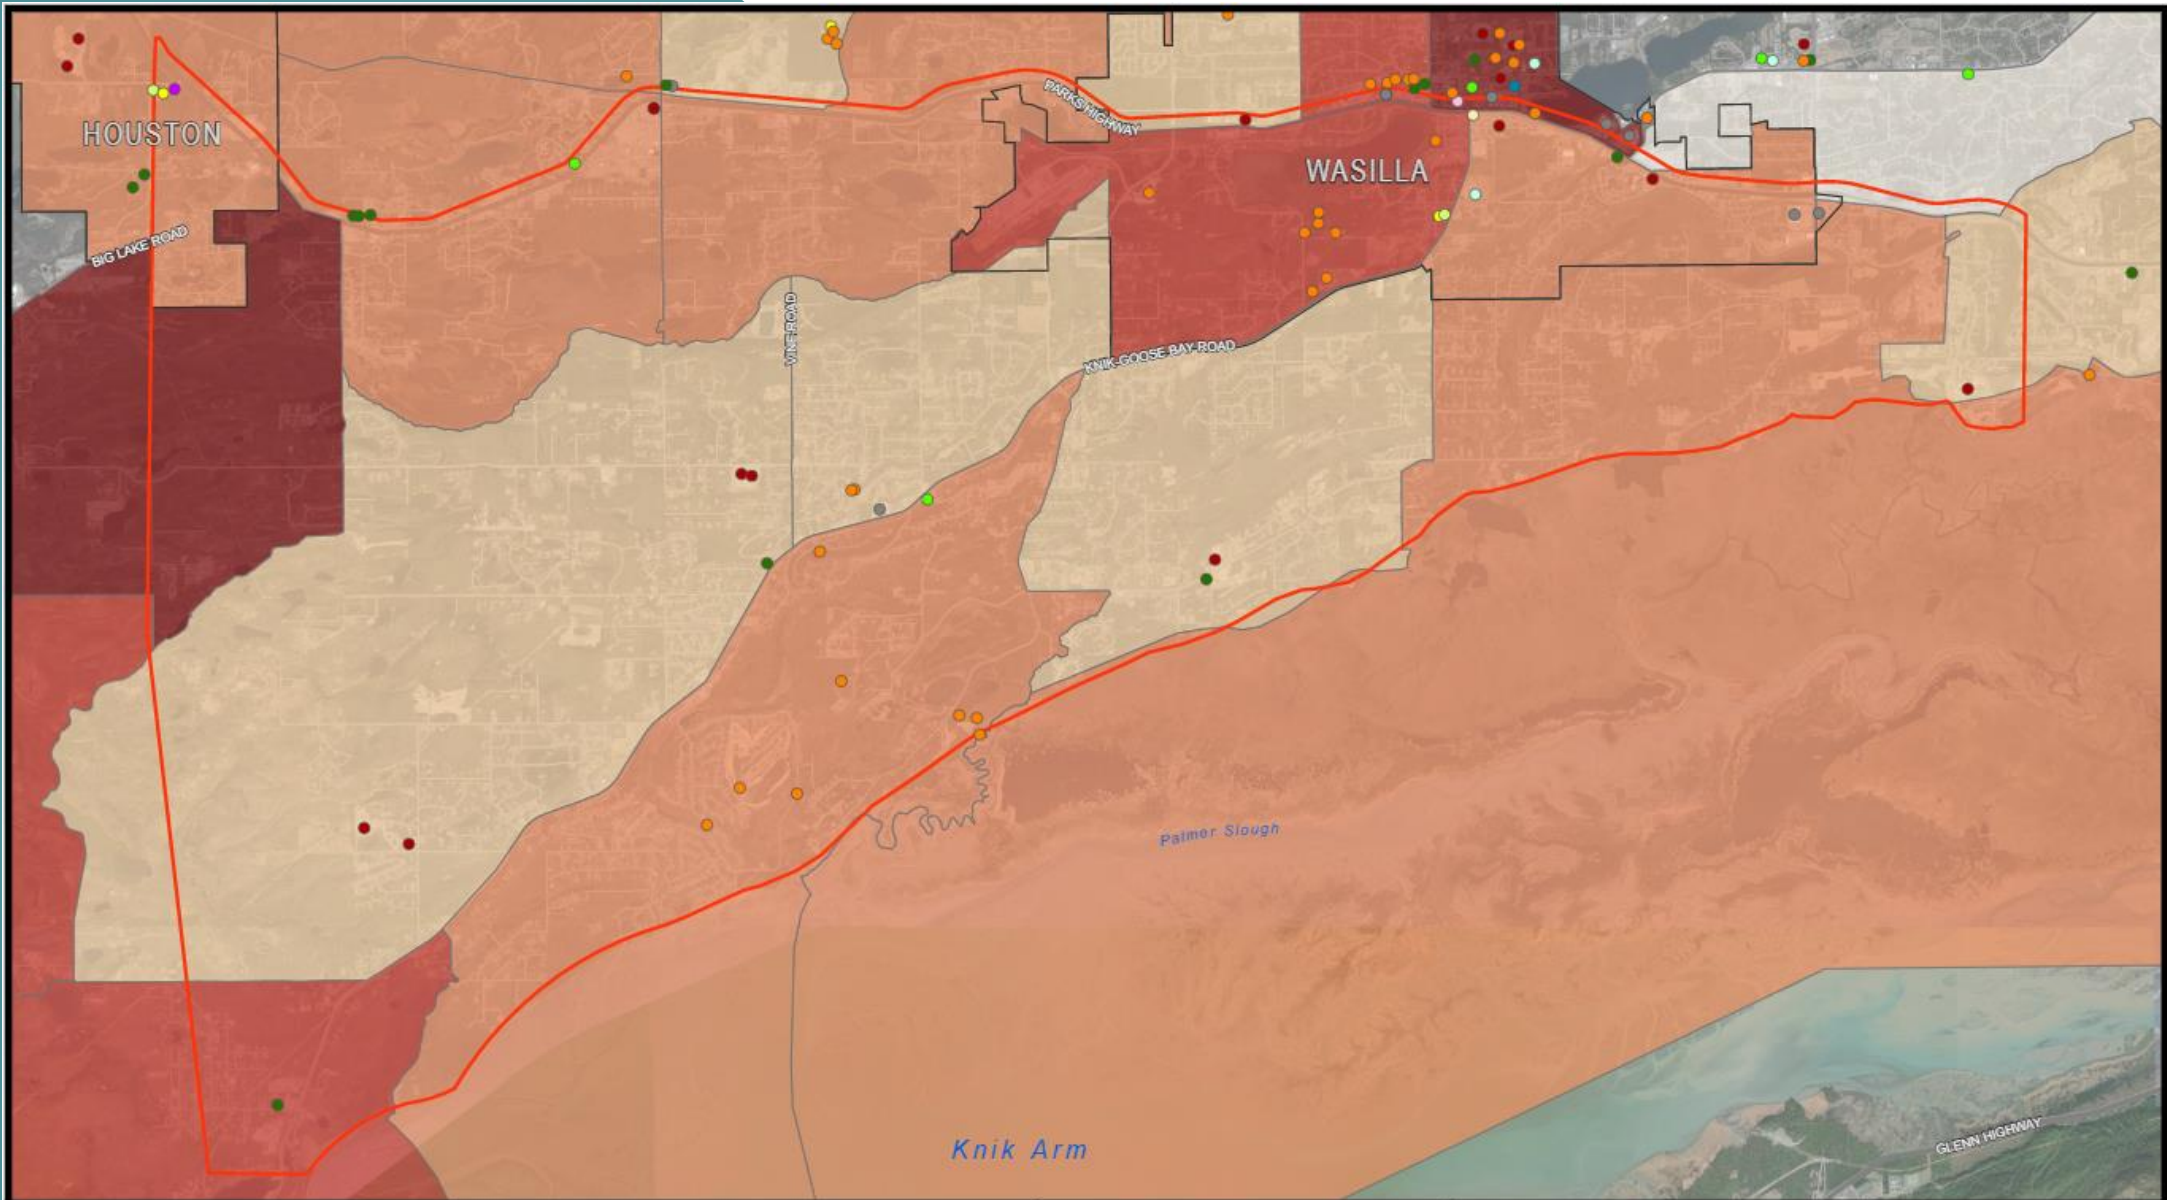 PARKS HIGHWAY
HOUSTON
WASILLA
BIG LAKE ROAD
VINE ROAD
KNIK-GOOSE BAY ROAD
Palmer Slough
Knik Arm
GLENN HIGHWAY